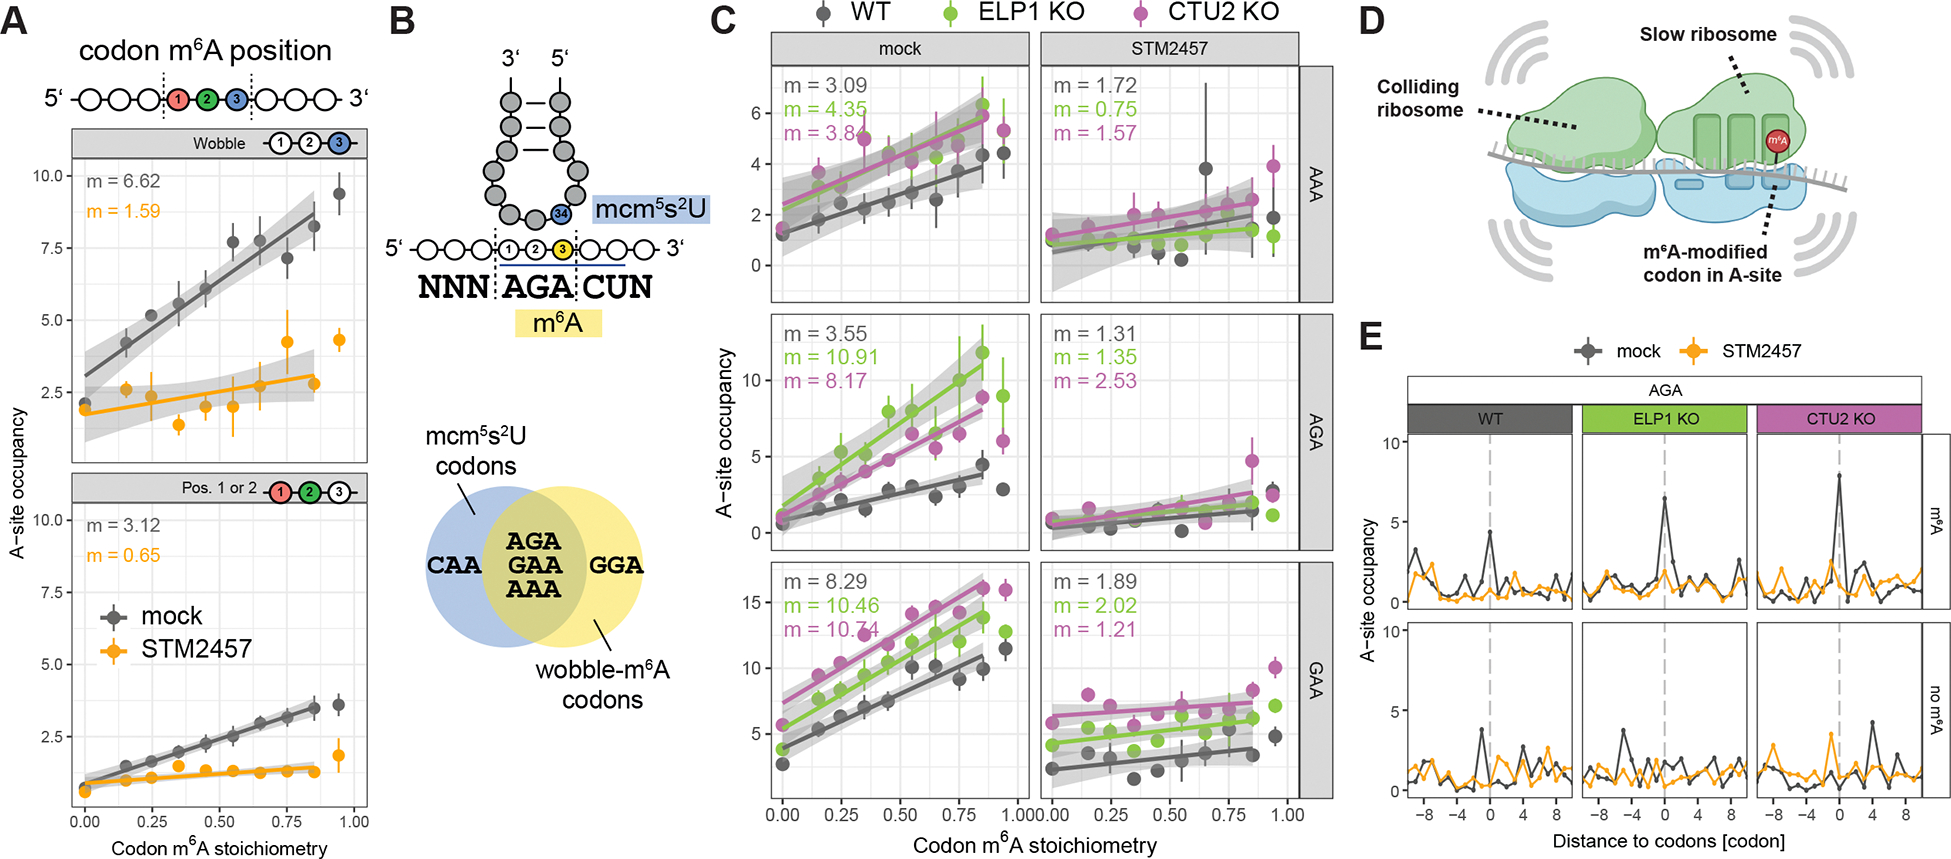 A
codon m⁶A position
5‘ 1 2 3 3‘
Wobble 1 2 3
10.0
m = 6.62
m = 1.59
7.5
5.0
2.5
A−site occupancy
Pos. 1 or 2 1 2 3
10.0
m = 3.12
m = 0.65
7.5
mock
STM2457
5.0
2.5
0.00 0.25 0.50 0.75 1.00
Codon m⁶A stoichiometry
B
3‘ 5‘
34 mcm⁵s²U
5‘ 1 2 3 3‘
NNN AGA CUN
m⁶A
mcm⁵s²U
codons
CAA
AGA
GAA
AAA
GGA
wobble-m⁶A
codons
C
WT ELP1 KO CTU2 KO
mock STM2457
m = 3.09
m = 4.35
m = 3.84
m = 1.72
m = 0.75
m = 1.57
6
4
2
0
AAA
m = 3.55
m = 10.91
m = 8.17
m = 1.31
m = 1.35
m = 2.53
10
5
0
AGA
A−site occupancy
m = 8.29
m = 10.46
m = 10.74
m = 1.89
m = 2.02
m = 1.21
15
10
5
GAA
0.00 0.25 0.50 0.75 1.00 0.00 0.25 0.50 0.75 1.00
Codon m⁶A stoichiometry
D
Slow ribosome
Colliding
ribosome
m⁶A
m⁶A-modified
codon in A-site
E
mock STM2457
AGA
WT ELP1 KO CTU2 KO
10
5
0
m⁶A
A−site occupancy
10
5
0
no m⁶A
−8 −4 0 4 8 −8 −4 0 4 8 −8 −4 0 4 8
Distance to codons [codon]